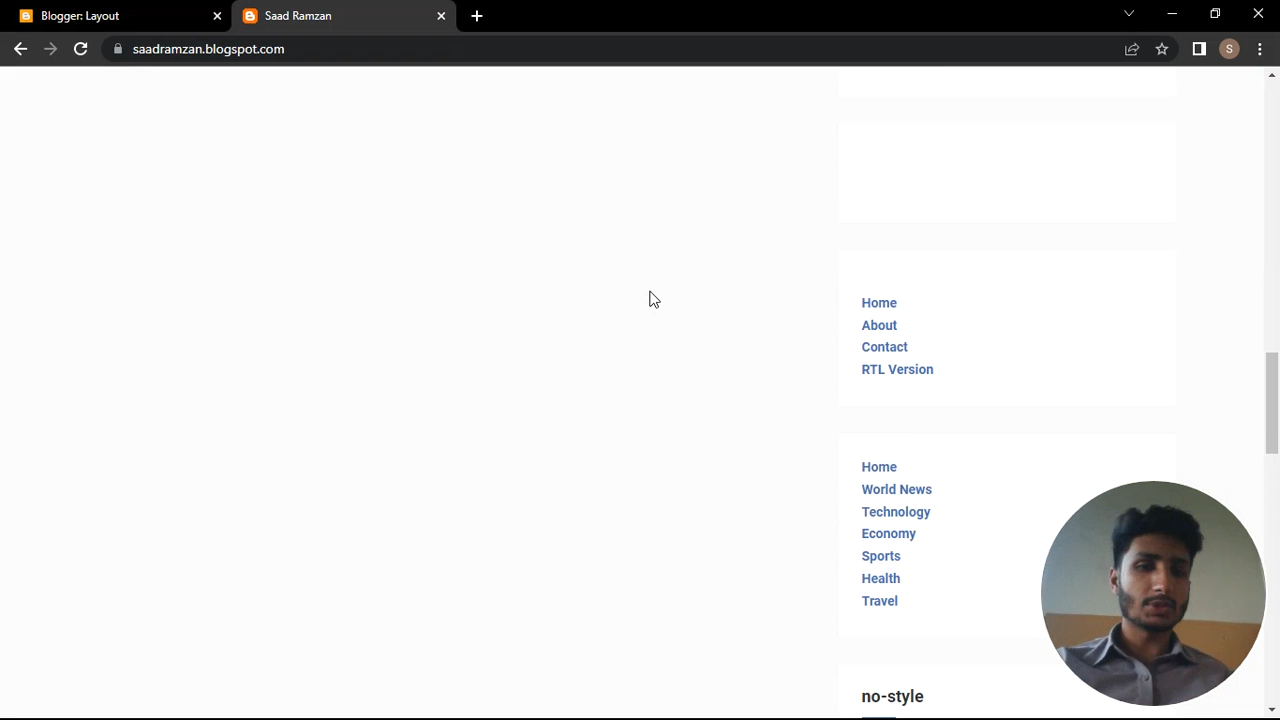 Blogger: Layout
Saad Ramzan
saadramzan.blogspot.com
S
Home
About
Contact
RTL Version
Home
World News
Technology
Economy
Sports
Health
Travel
no-style